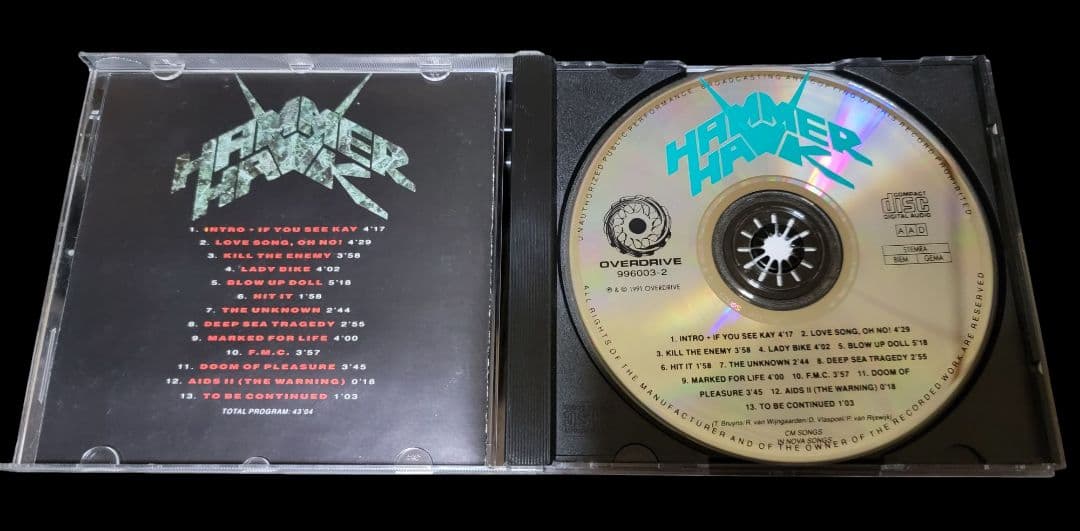 HAMMER
HAWK
1. INTRO + IF YOU SEE KAY 4'17
2. LOVE SONG, OH NO! 4'29
3. KILL THE ENEMY 3'58
4. LADY BIKE 4'02
5. BLOW UP DOLL 5'18
6. HIT IT 1'58
7. THE UNKNOWN 2'44
8. DEEP SEA TRAGEDY 2'55
9. MARKED FOR LIFE 4'00
10. F.M.C. 3'57
11. DOOM OF PLEASURE 3'45
12. AIDS II (THE WARNING) 0'18
13. TO BE CONTINUED 1'03
TOTAL PROGRAM: 43'04
UNAUTHORIZED PUBLIC PERFORMANCE, BROADCASTING AND COPYING OF THIS RECORD PROHIBITED
HAMMER
HAWK
COMPACT
disc
DIGITAL AUDIO
AAD
STEMRA
BIEM GEMA
OVERDRIVE
996003-2
℗ & © 1991 OVERDRIVE
1. INTRO + IF YOU SEE KAY 4'17 2. LOVE SONG, OH NO! 4'29
3. KILL THE ENEMY 3'58 4. LADY BIKE 4'02 5. BLOW UP DOLL 5'18
6. HIT IT 1'58 7. THE UNKNOWN 2'44 8. DEEP SEA TRAGEDY 2'55
9. MARKED FOR LIFE 4'00 10. F.M.C. 3'57 11. DOOM OF
PLEASURE 3'45 12. AIDS II (THE WARNING) 0'18
13. TO BE CONTINUED 1'03
(T. Bruyns/R. van Wijngaarden/D. Vlaspoel/P. van Rijswijk)
CM SONGS
IN NOVA SONGS
ALL RIGHTS OF THE MANUFACTURER AND OF THE OWNER OF THE RECORDED WORK ARE RESERVED